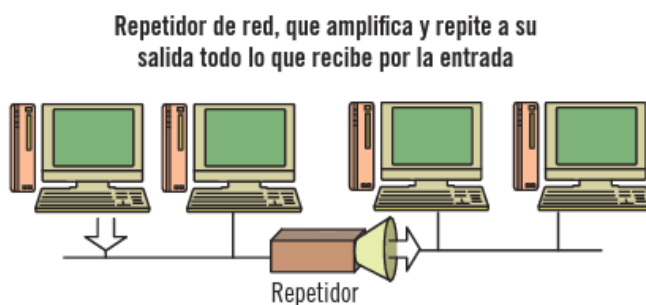 Repetidor de red, que amplifica y repite a su
salida todo lo que recibe por la entrada
Repetidor